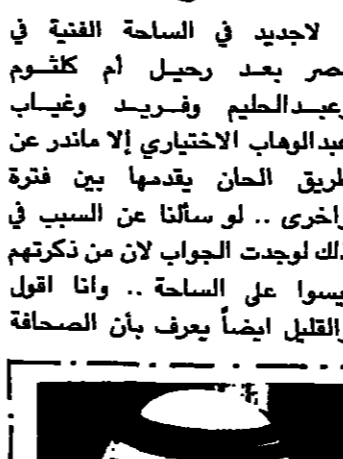 لاجديد في الساحة الفنية في
مصر بعد رحيل أم كلثوم
وعبدالحليم وفريد وغياب
عبدالوهاب الاختياري إلا ماندر عن
طريق الحان يقدمها بين فترة
واخرى .. لو سألنا عن السبب في
ذلك لوجدت الجواب لان من ذكرتهم
ليسوا على الساحة .. وانا اقول
والقليل ايضاً يعرف بأن الصحافة